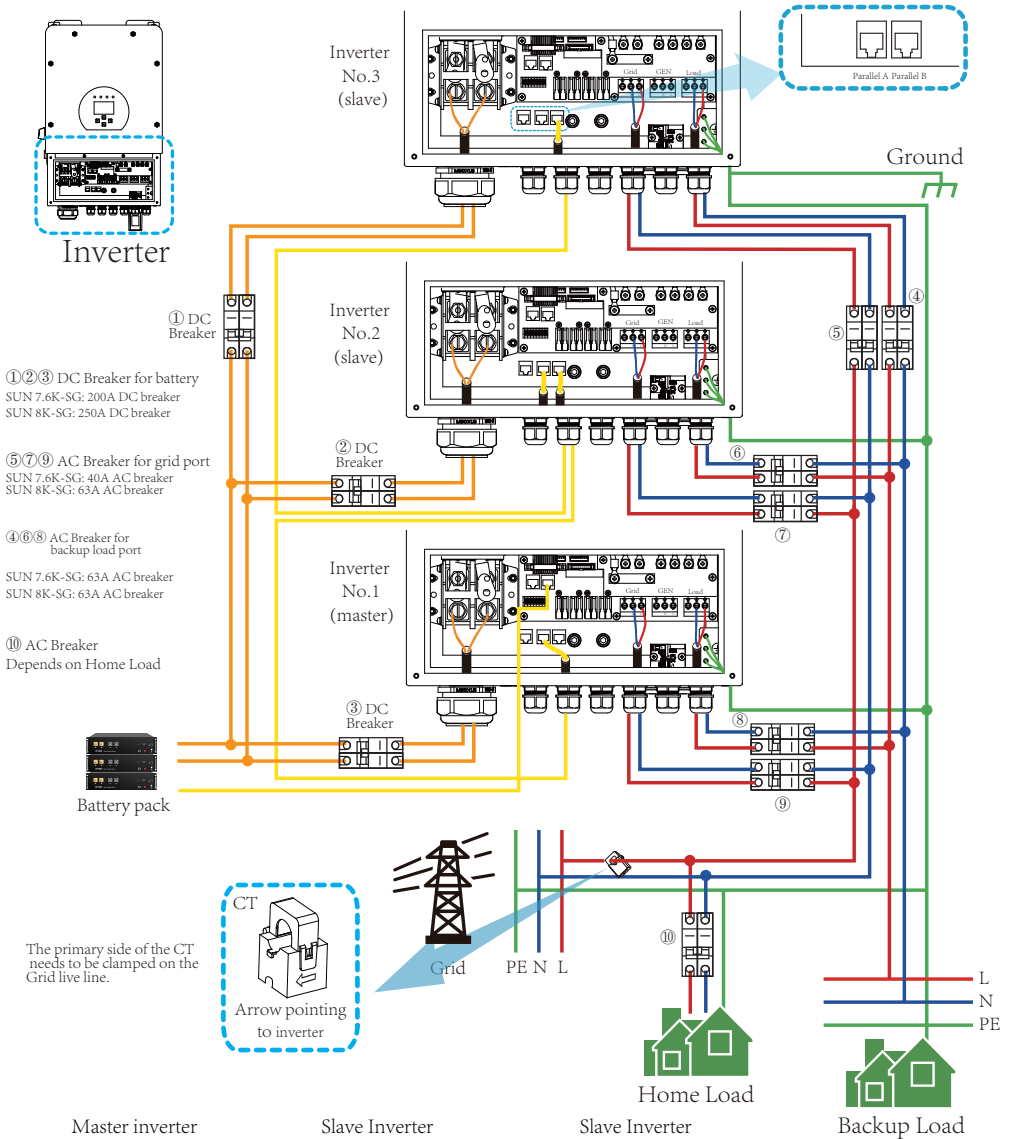 Inverter
No.3
(slave)
Grid
GEN
Load
Parallel A Parallel B
Ground
Inverter
① DC
Breaker
Inverter
No.2
(slave)
Grid
GEN
Load
④
⑤
①②③ DC Breaker for battery
SUN 7.6K-SG: 200A DC breaker
SUN 8K-SG: 250A DC breaker
② DC
Breaker
⑥
⑤⑦⑨ AC Breaker for grid port
SUN 7.6K-SG: 40A AC breaker
SUN 8K-SG: 63A AC breaker
⑦
④⑥⑧ AC Breaker for
backup load port
SUN 7.6K-SG: 63A AC breaker
SUN 8K-SG: 63A AC breaker
Inverter
No.1
(master)
Grid
GEN
Load
⑩ AC Breaker
Depends on Home Load
③ DC
Breaker
⑧
⑨
Battery pack
CT
The primary side of the CT
needs to be clamped on the
Grid live line.
Arrow pointing
to inverter
Grid
PE N L
⑩
L
N
PE
Home Load
Backup Load
Master inverter
Slave Inverter
Slave Inverter